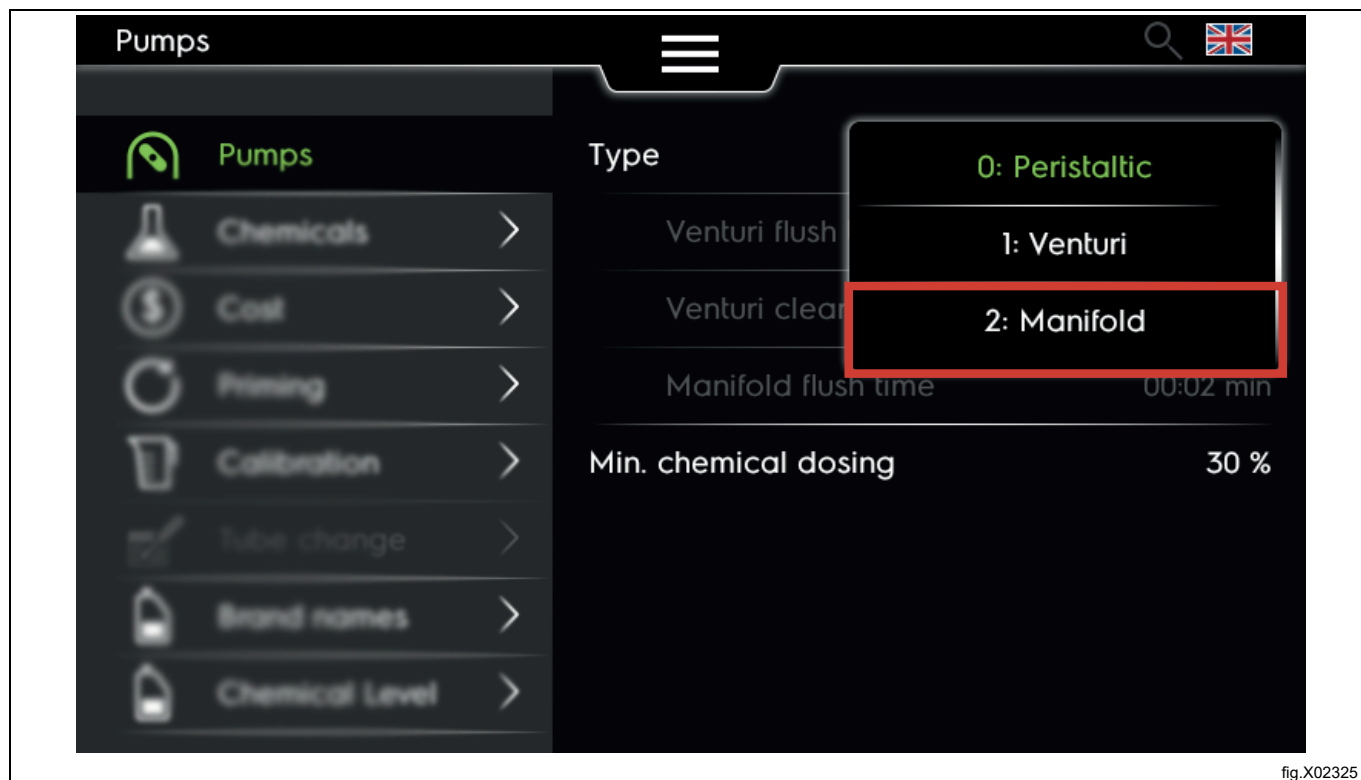 Pumps
Pumps
Chemicals
Cost
Priming
Calibration
Tube change
Brand names
Chemical Level
Type
Venturi flush
Venturi clear
Manifold flush time 00:02 min
Min. chemical dosing 30 %
0: Peristaltic
1: Venturi
2: Manifold
fig.X02325